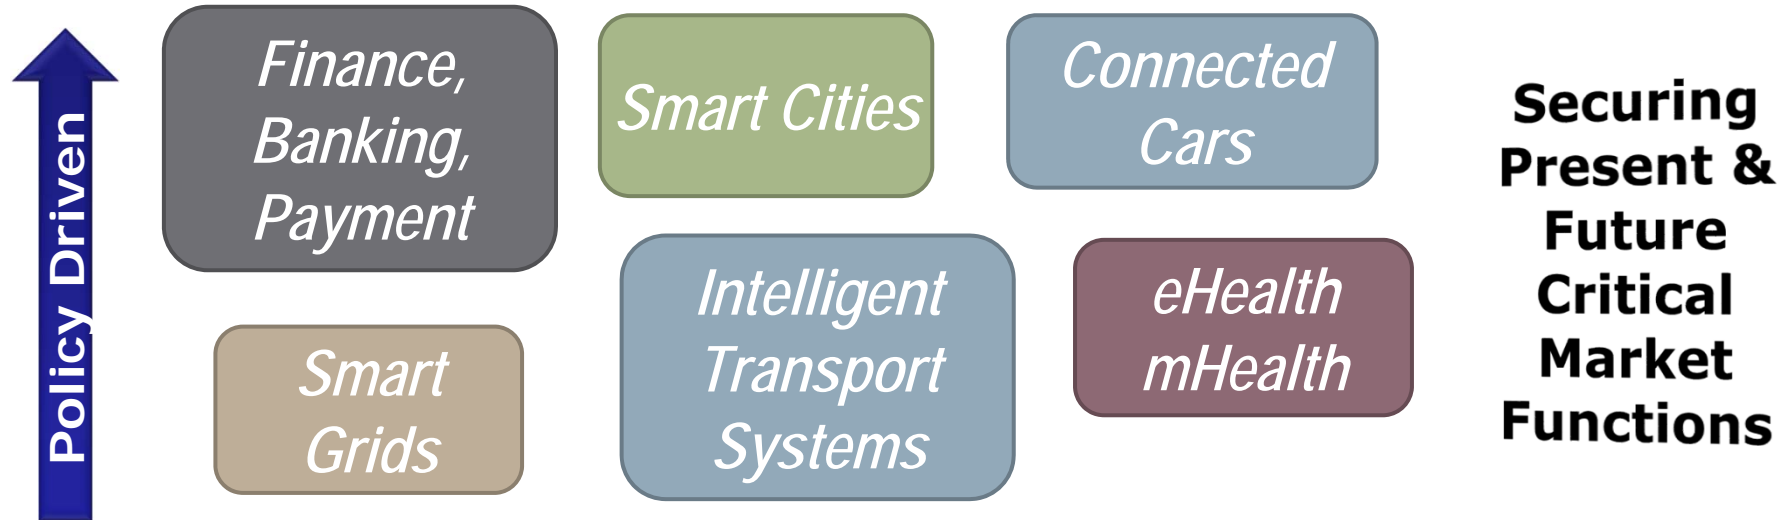 Policy Driven
Finance,
Banking,
Payment
Smart Cities
Connected
Cars
Smart
Grids
Intelligent
Transport
Systems
eHealth
mHealth
Securing
Present &
Future
Critical
Market
Functions